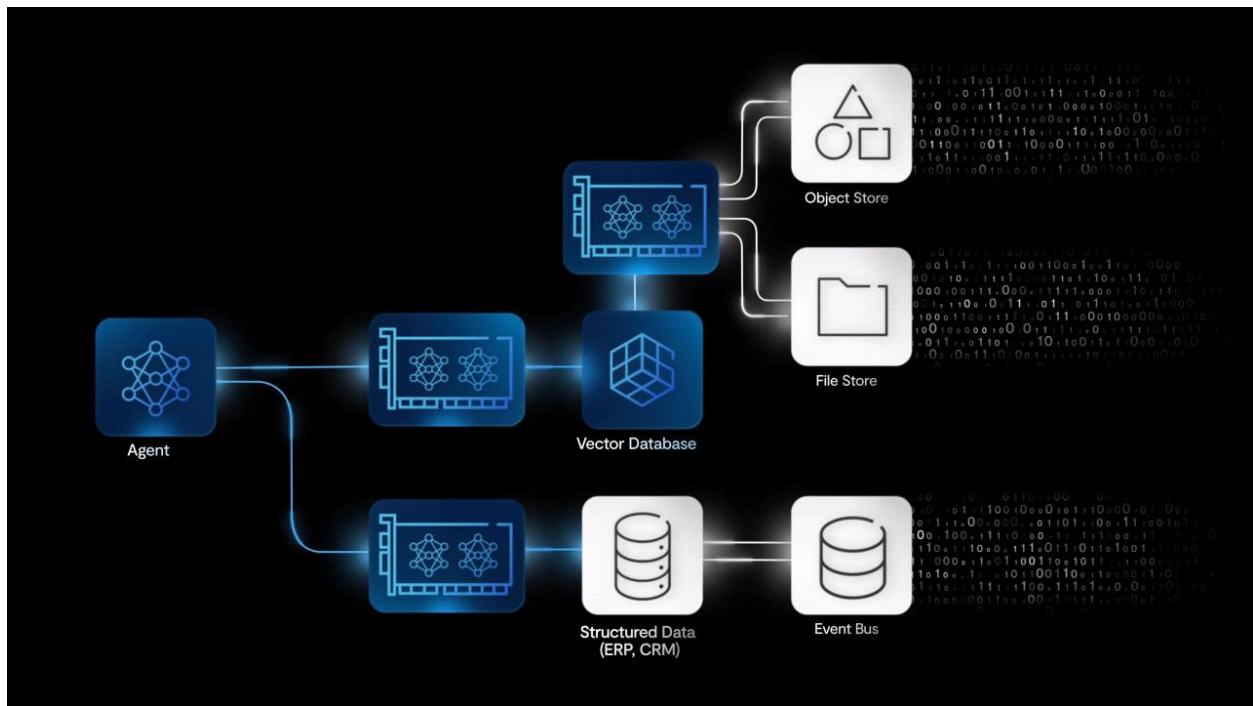 Object Store
File Store
Agent
Vector Database
Structured Data
(ERP, CRM)
Event Bus